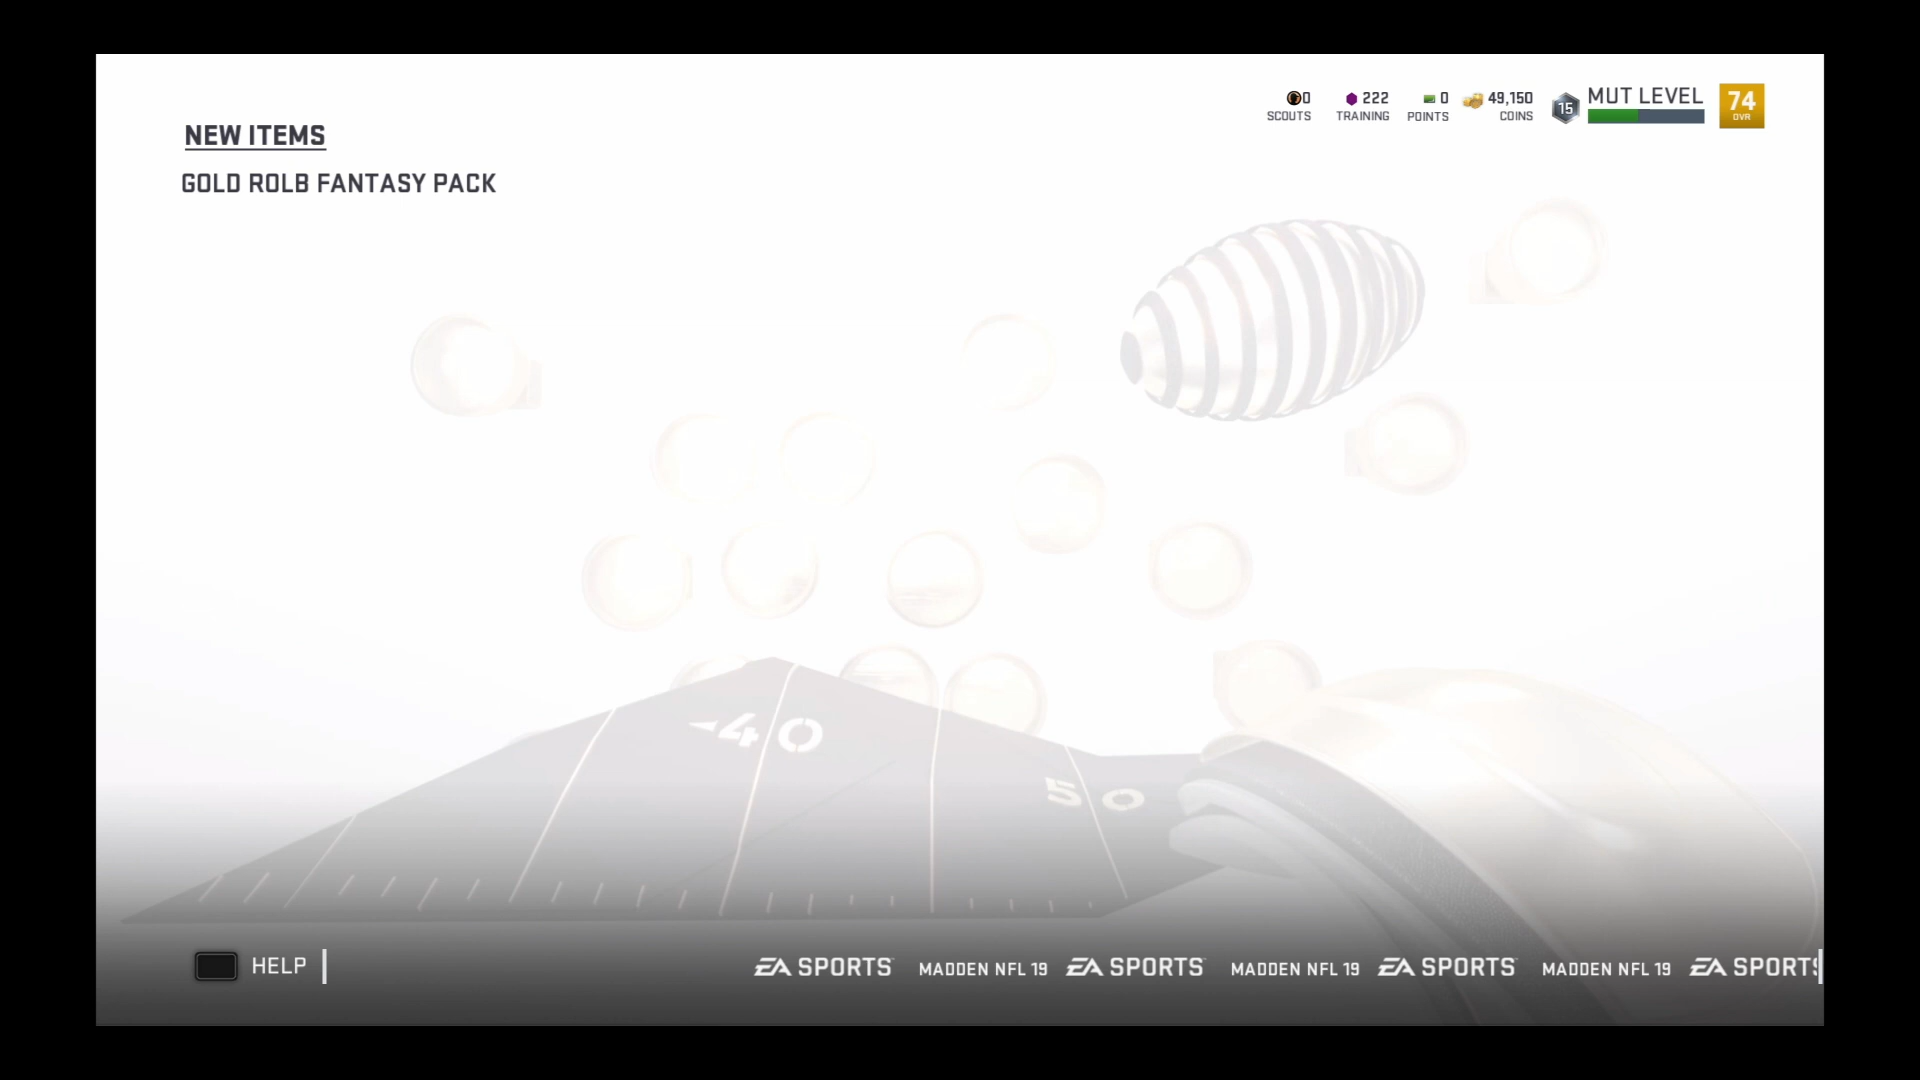 NEW ITEMS
GOLD ROLB FANTASY PACK
0 SCOUTS
222 TRAINING
0 POINTS
49,150 COINS
15
MUT LEVEL
74
OVR
40
50
HELP
EA SPORTS MADDEN NFL 19 EA SPORTS MADDEN NFL 19 EA SPORTS MADDEN NFL 19 EA SPORTS